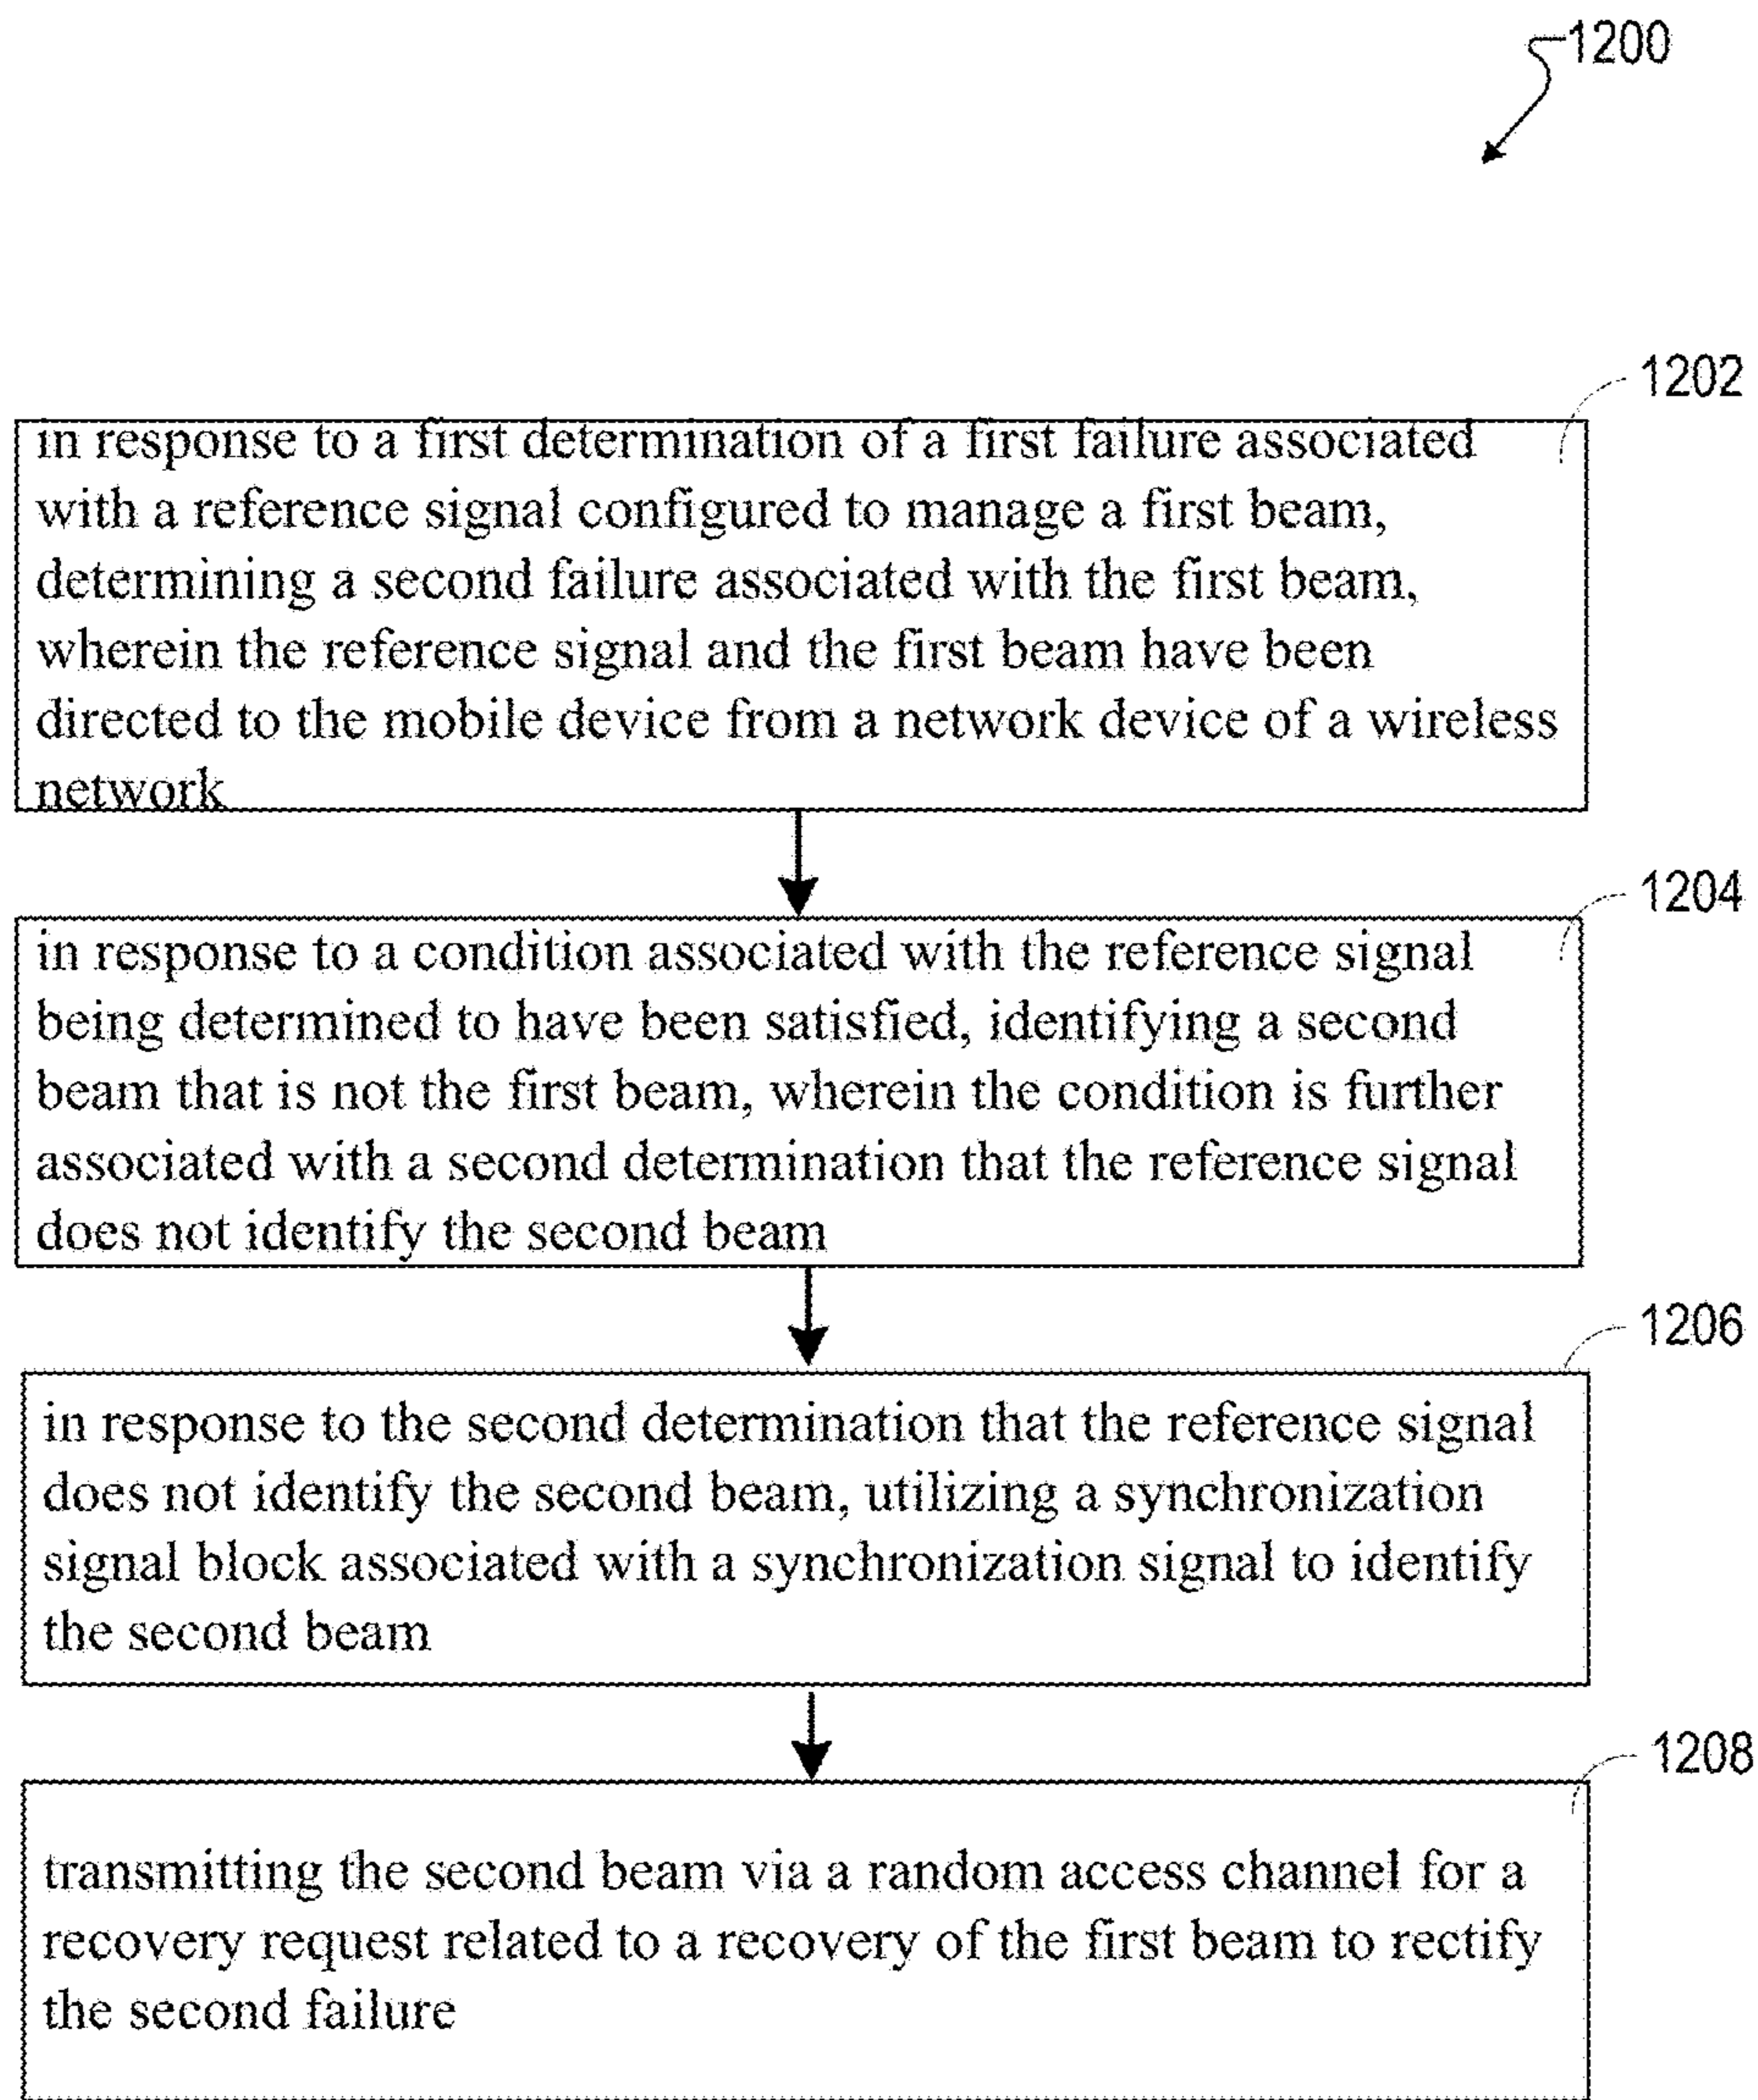 1200
1202
in response to a first determination of a first failure associated
with a reference signal configured to manage a first beam,
determining a second failure associated with the first beam,
wherein the reference signal and the first beam have been
directed to the mobile device from a network device of a wireless
network
1204
in response to a condition associated with the reference signal
being determined to have been satisfied, identifying a second
beam that is not the first beam, wherein the condition is further
associated with a second determination that the reference signal
does not identify the second beam
1206
in response to the second determination that the reference signal
does not identify the second beam, utilizing a synchronization
signal block associated with a synchronization signal to identify
the second beam
1208
transmitting the second beam via a random access channel for a
recovery request related to a recovery of the first beam to rectify
the second failure